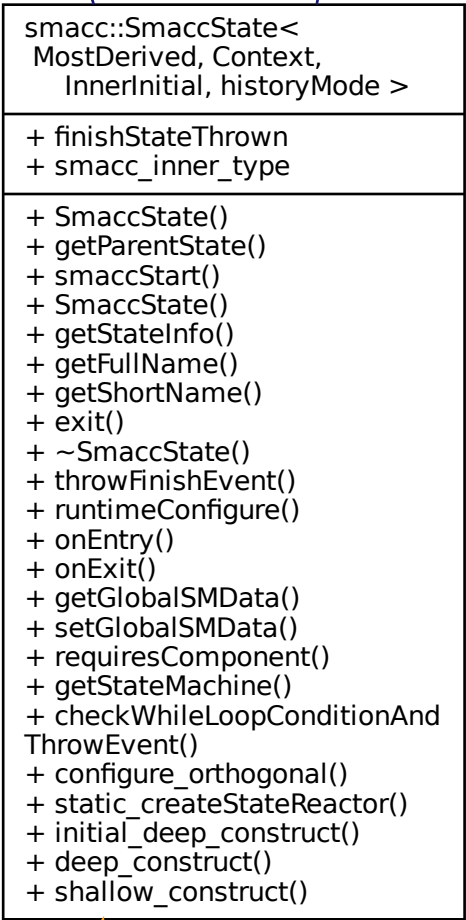 smacc::SmaccState<
MostDerived, Context,
InnerInitial, historyMode >
+ finishStateThrown
+ smacc_inner_type
+ SmaccState()
+ getParentState()
+ smaccStart()
+ SmaccState()
+ getStateInfo()
+ getFullName()
+ getShortName()
+ exit()
+ ~SmaccState()
+ throwFinishEvent()
+ runtimeConfigure()
+ onEntry()
+ onExit()
+ getGlobalSMData()
+ setGlobalSMData()
+ requiresComponent()
+ getStateMachine()
+ checkWhileLoopConditionAnd
ThrowEvent()
+ configure_orthogonal()
+ static_createStateReactor()
+ initial_deep_construct()
+ deep_construct()
+ shallow_construct()